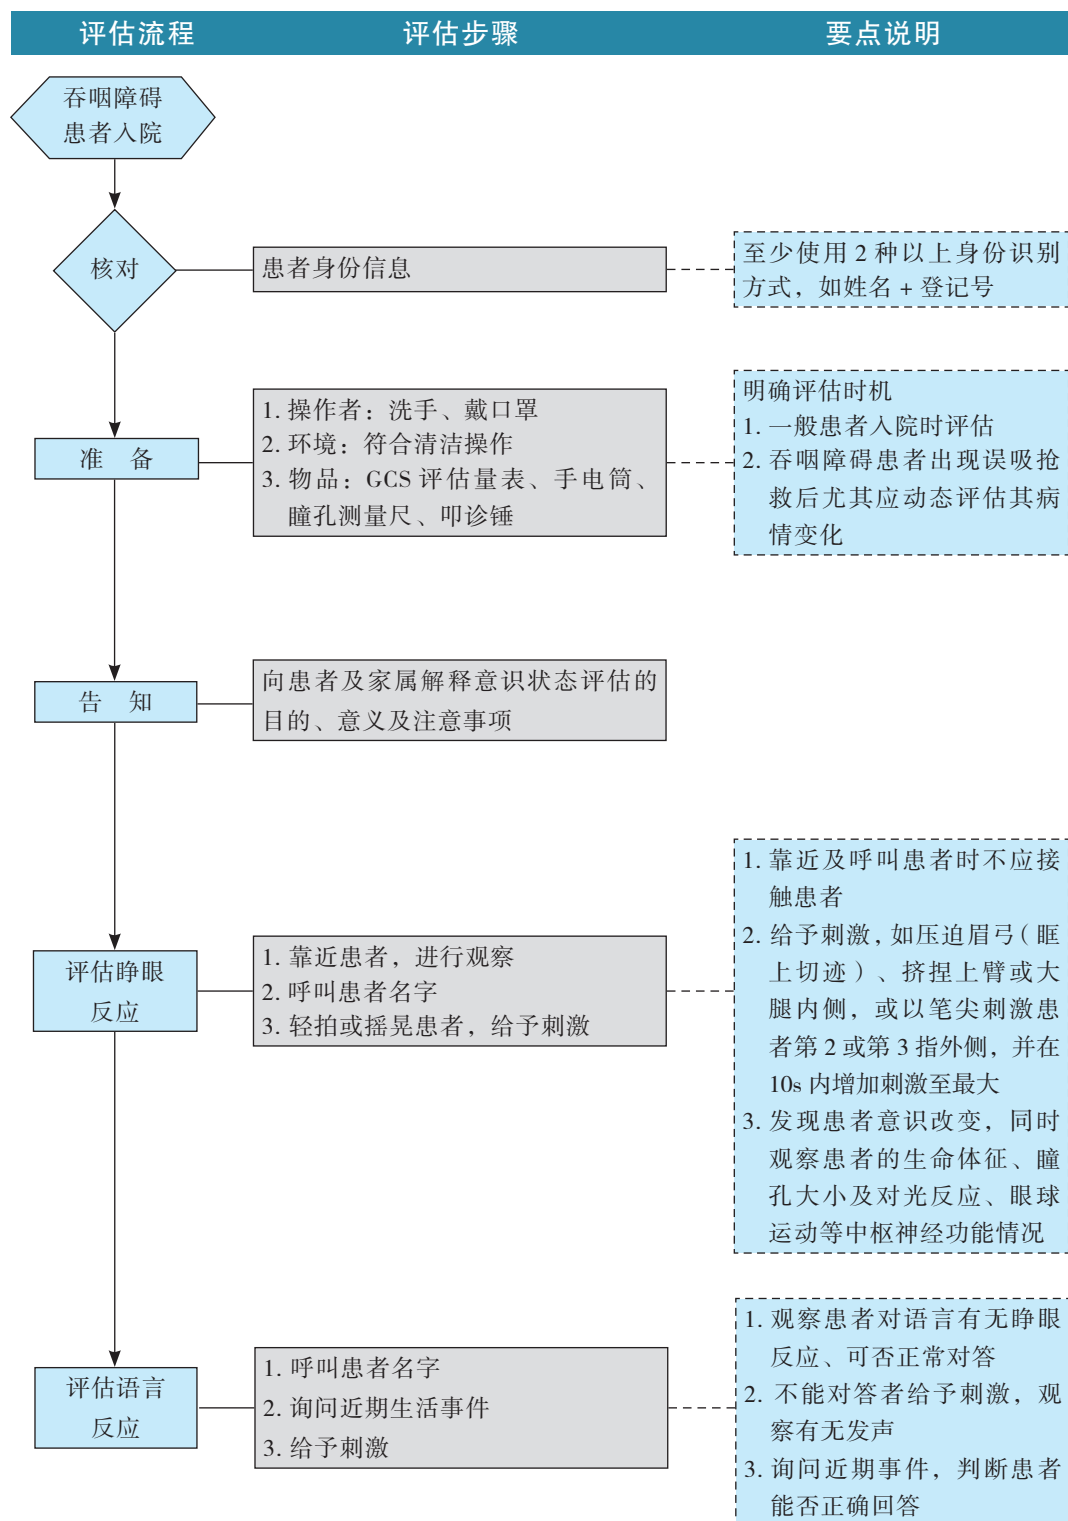 评估流程
评估步骤
要点说明
吞咽障碍
患者入院
核对
患者身份信息
至少使用 2 种以上身份识别
方式，如姓名 + 登记号
准 备
1. 操作者：洗手、戴口罩
2. 环境：符合清洁操作
3. 物品：GCS 评估量表、手电筒、
瞳孔测量尺、叩诊锤
明确评估时机
1. 一般患者入院时评估
2. 吞咽障碍患者出现误吸抢
救后尤其应动态评估其病
情变化
告 知
向患者及家属解释意识状态评估的
目的、意义及注意事项
评估睁眼
反应
1. 靠近患者，进行观察
2. 呼叫患者名字
3. 轻拍或摇晃患者，给予刺激
1. 靠近及呼叫患者时不应接
触患者
2. 给予刺激，如压迫眉弓（眶
上切迹）、挤捏上臂或大
腿内侧，或以笔尖刺激患
者第 2 或第 3 指外侧，并在
10s 内增加刺激至最大
3. 发现患者意识改变，同时
观察患者的生命体征、瞳
孔大小及对光反应、眼球
运动等中枢神经功能情况
评估语言
反应
1. 呼叫患者名字
2. 询问近期生活事件
3. 给予刺激
1. 观察患者对语言有无睁眼
反应、可否正常对答
2. 不能对答者给予刺激，观
察有无发声
3. 询问近期事件，判断患者
能否正确回答